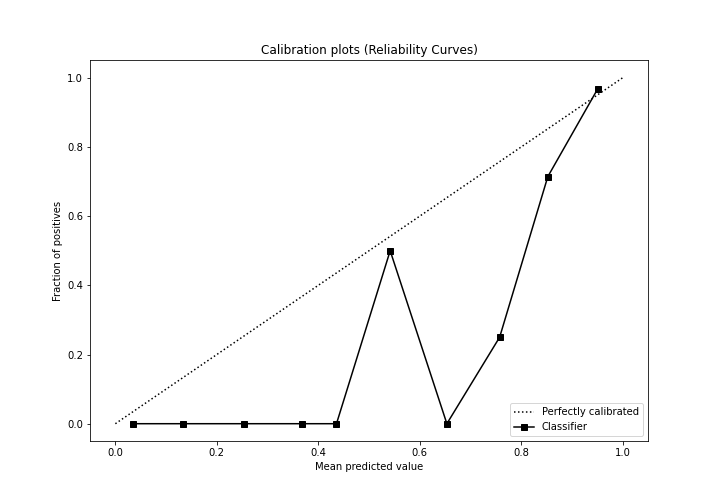 Calibration plots (Reliability Curves)
Fraction of positives
1.0
0.8
0.6
0.4
0.2
0.0
0.0 0.2 0.4 0.6 0.8 1.0
Mean predicted value
Perfectly calibrated
Classifier